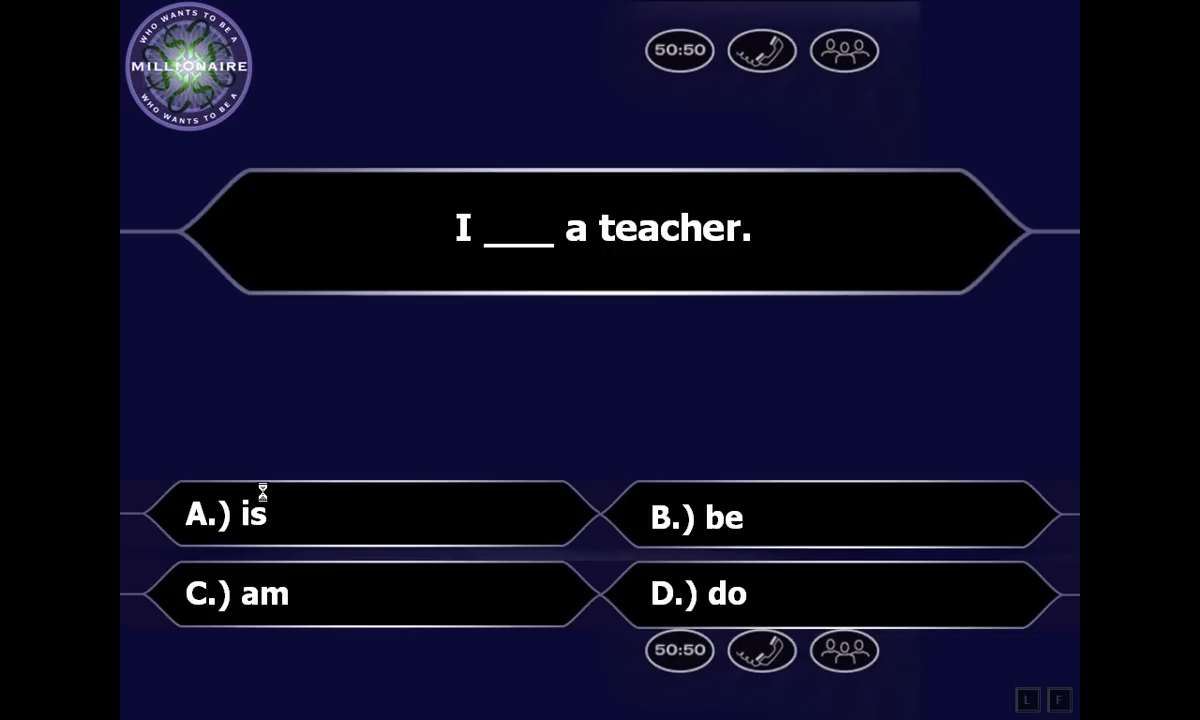 WHO WANTS TO BE A
MILLIONAIRE
WHO WANTS TO BE A
50:50
I ____ a teacher.
A.) is
B.) be
C.) am
D.) do
50:50
L F